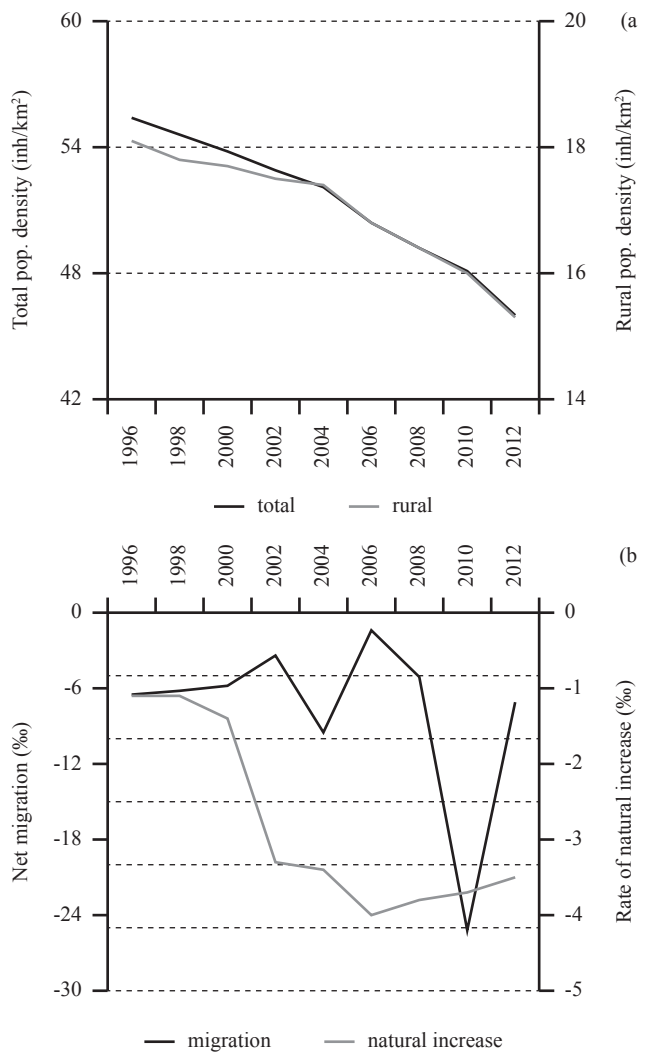 (a
Total pop. density (inh/km²)
60
54
48
42
Rural pop. density (inh/km²)
20
18
16
14
1996 1998 2000 2002 2004 2006 2008 2010 2012
total rural
(b
1996 1998 2000 2002 2004 2006 2008 2010 2012
Net migration (‰)
0
-6
-12
-18
-24
-30
Rate of natural increase (‰)
0
-1
-2
-3
-4
-5
migration natural increase